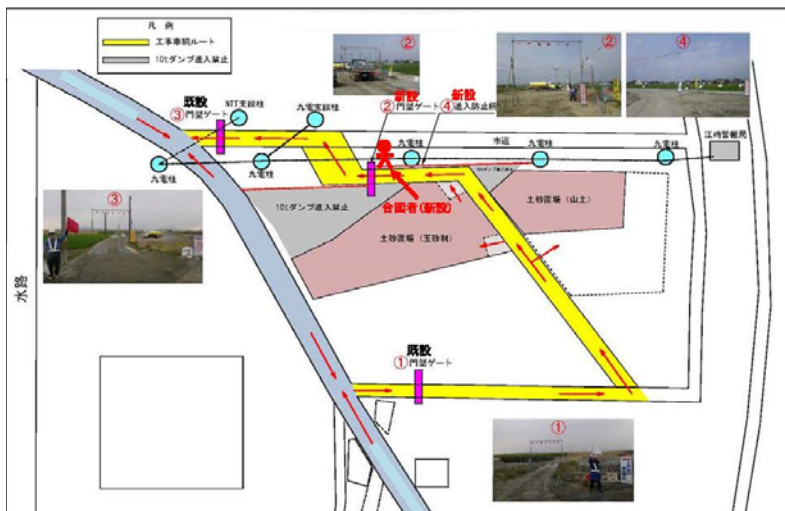 凡 例
工事車輌ルート
10tダンプ進入禁止
②
②
④
新設
②門型ゲート
新設
④進入防止柵
既設
③門型ゲート
NTT支線柱
九電支線柱
九電柱
九電柱
九電柱
九電柱
九電柱
市道
江崎警報局
③
10tダンプ進入禁止
合図者(新設)
土砂置場（山土）
土砂置場（玉砂利）
水路
既設
①門型ゲート
①